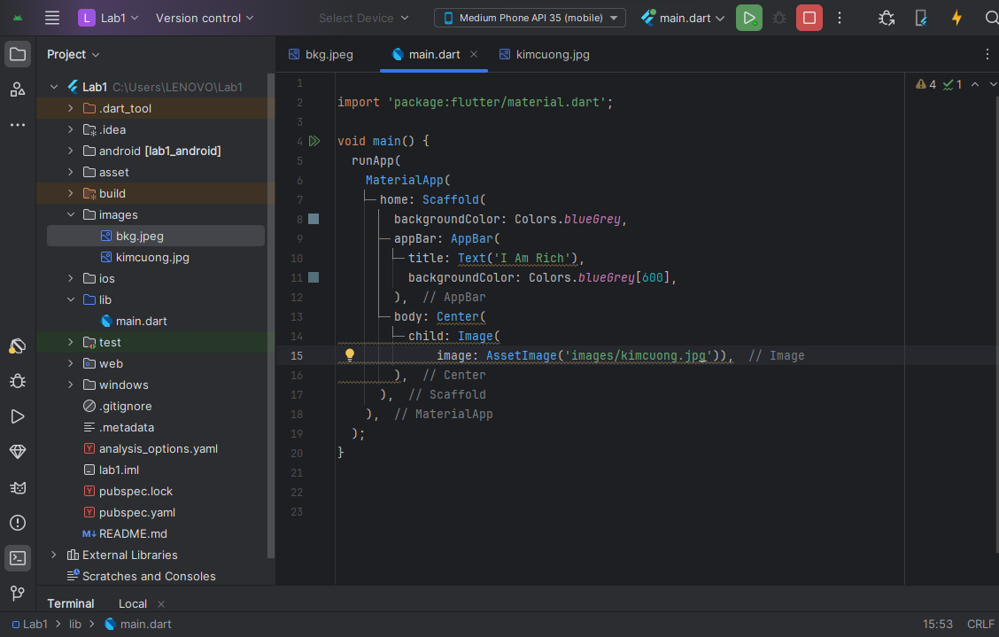 L Lab1 Version control Select Device Medium Phone API 35 (mobile) main.dart
Project
bkg.jpeg main.dart kimcuong.jpg
Lab1 C:\Users\LENOVO\Lab1
.dart_tool
.idea
android [lab1_android]
asset
build
images
bkg.jpeg
kimcuong.jpg
ios
lib
main.dart
test
web
windows
.gitignore
.metadata
analysis_options.yaml
lab1.iml
pubspec.lock
pubspec.yaml
README.md
External Libraries
Scratches and Consoles
4 1
1
2 import 'package:flutter/material.dart';
3
4 void main() {
5 runApp(
6 MaterialApp(
7 home: Scaffold(
8 backgroundColor: Colors.blueGrey,
9 appBar: AppBar(
10 title: Text('I Am Rich'),
11 backgroundColor: Colors.blueGrey[600],
12 ), // AppBar
13 body: Center(
14 child: Image(
15 image: AssetImage('images/kimcuong.jpg')), // Image
16 ), // Center
17 ), // Scaffold
18 ), // MaterialApp
19 );
20 }
21
22
23
Terminal Local
Lab1 > lib > main.dart 15:53 CRLF